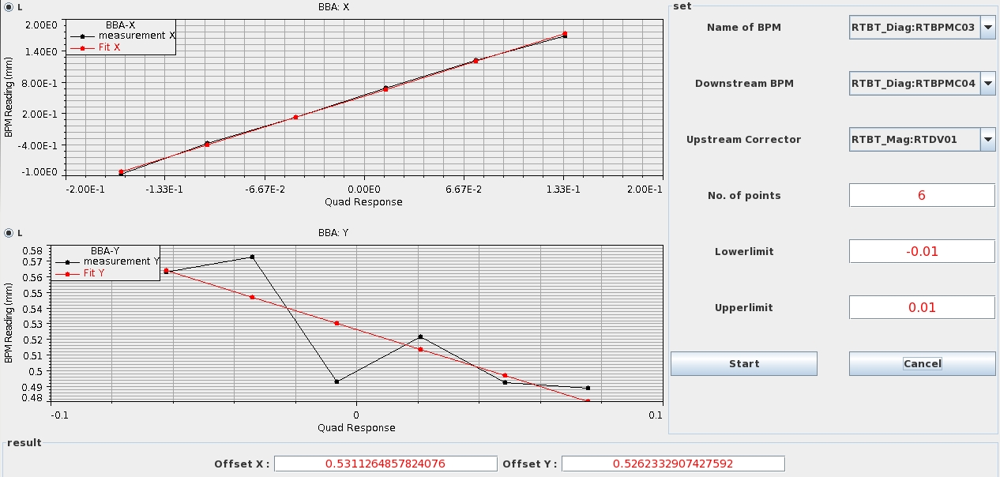 L
BBA: X
set
BBA-X
measurement X
Fit X
2.00E0
1.40E0
8.00E-1
2.00E-1
-4.00E-1
-1.00E0
BPM Reading (mm)
-2.00E-1 -1.33E-1 -6.67E-2 0.00E0 6.67E-2 1.33E-1 2.00E-1
Quad Response
Name of BPM RTBT_Diag:RTBPMC03
Downstream BPM RTBT_Diag:RTBPMC04
Upstream Corrector RTBT_Mag:RTDV01
No. of points 6
Lowerlimit -0.01
Upperlimit 0.01
Start Cancel
L
BBA: Y
BBA-Y
measurement Y
Fit Y
0.58
0.57
0.56
0.55
0.54
0.53
0.52
0.51
0.5
0.49
0.48
BPM Reading (mm)
-0.1 0 0.1
Quad Response
result
Offset X : 0.5311264857824076 Offset Y : 0.5262332907427592